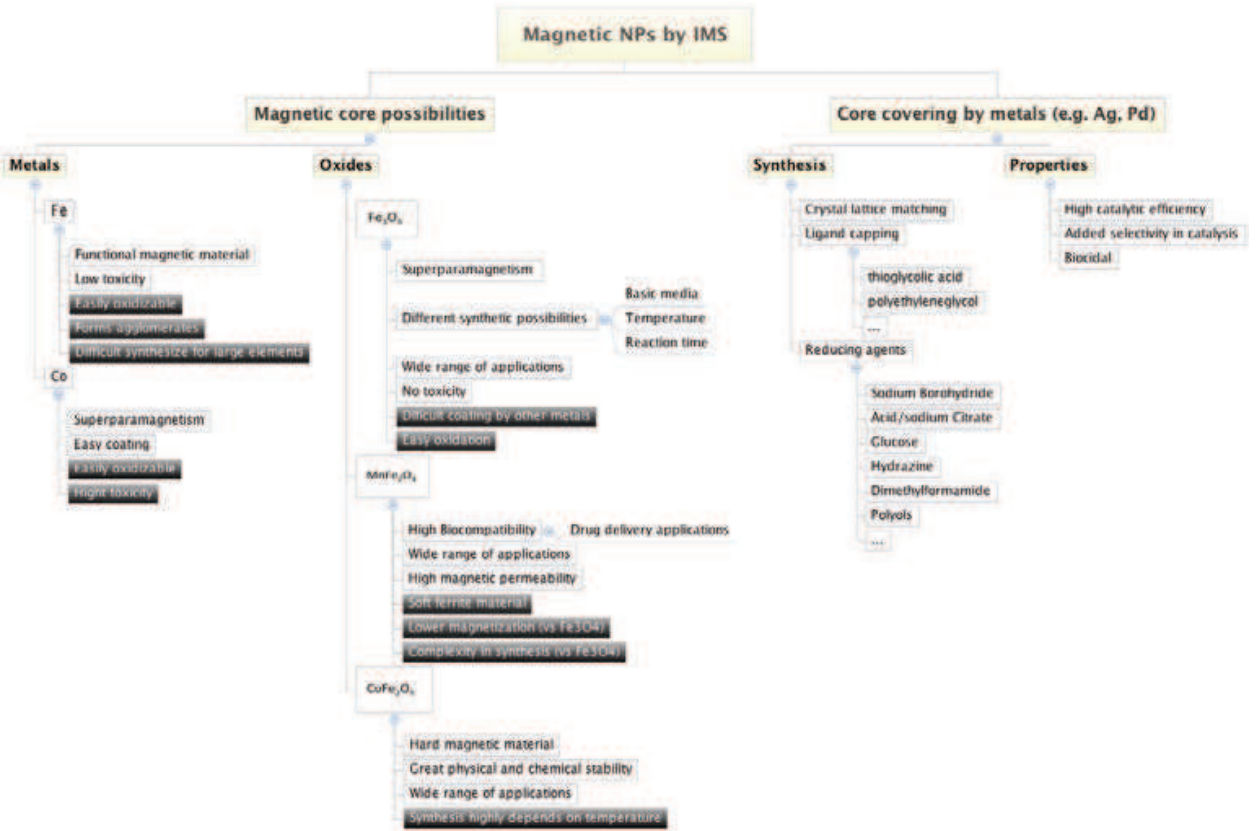 Magnetic NPs by IMS
Magnetic core possibilities
Core covering by metals (e.g. Ag, Pd)
Metals
Oxides
Synthesis
Properties
Fe
Functional magnetic material
Low toxicity
Easily oxidizable
Forms agglomerates
Difficult synthesize for large elements
Co
Superparamagnetism
Easy coating
Easily oxidizable
Hight toxicity
Fe₃O₄
Superparamagnetism
Different synthetic possibilities
Basic media
Temperature
Reaction time
Wide range of applications
No toxicity
Dificult coating by other metals
Easy oxidation
MnFe₂O₄
High Biocompatibility
Drug delivery applications
Wide range of applications
High magnetic permeability
Soft ferrite material
Lower magnetization (vs Fe3O4)
Complexity in synthesis (vs Fe3O4)
CoFe₂O₄
Hard magnetic material
Great physical and chemical stability
Wide range of applications
Synthesis highly depends on temperature
Crystal lattice matching
Ligand capping
thioglycolic acid
polyethyleneglycol
...
Reducing agents
Sodium Borohydride
Acid/sodium Citrate
Glucose
Hydrazine
Dimethylformamide
Polyols
...
High catalytic efficiency
Added selectivity in catalysis
Biocidal